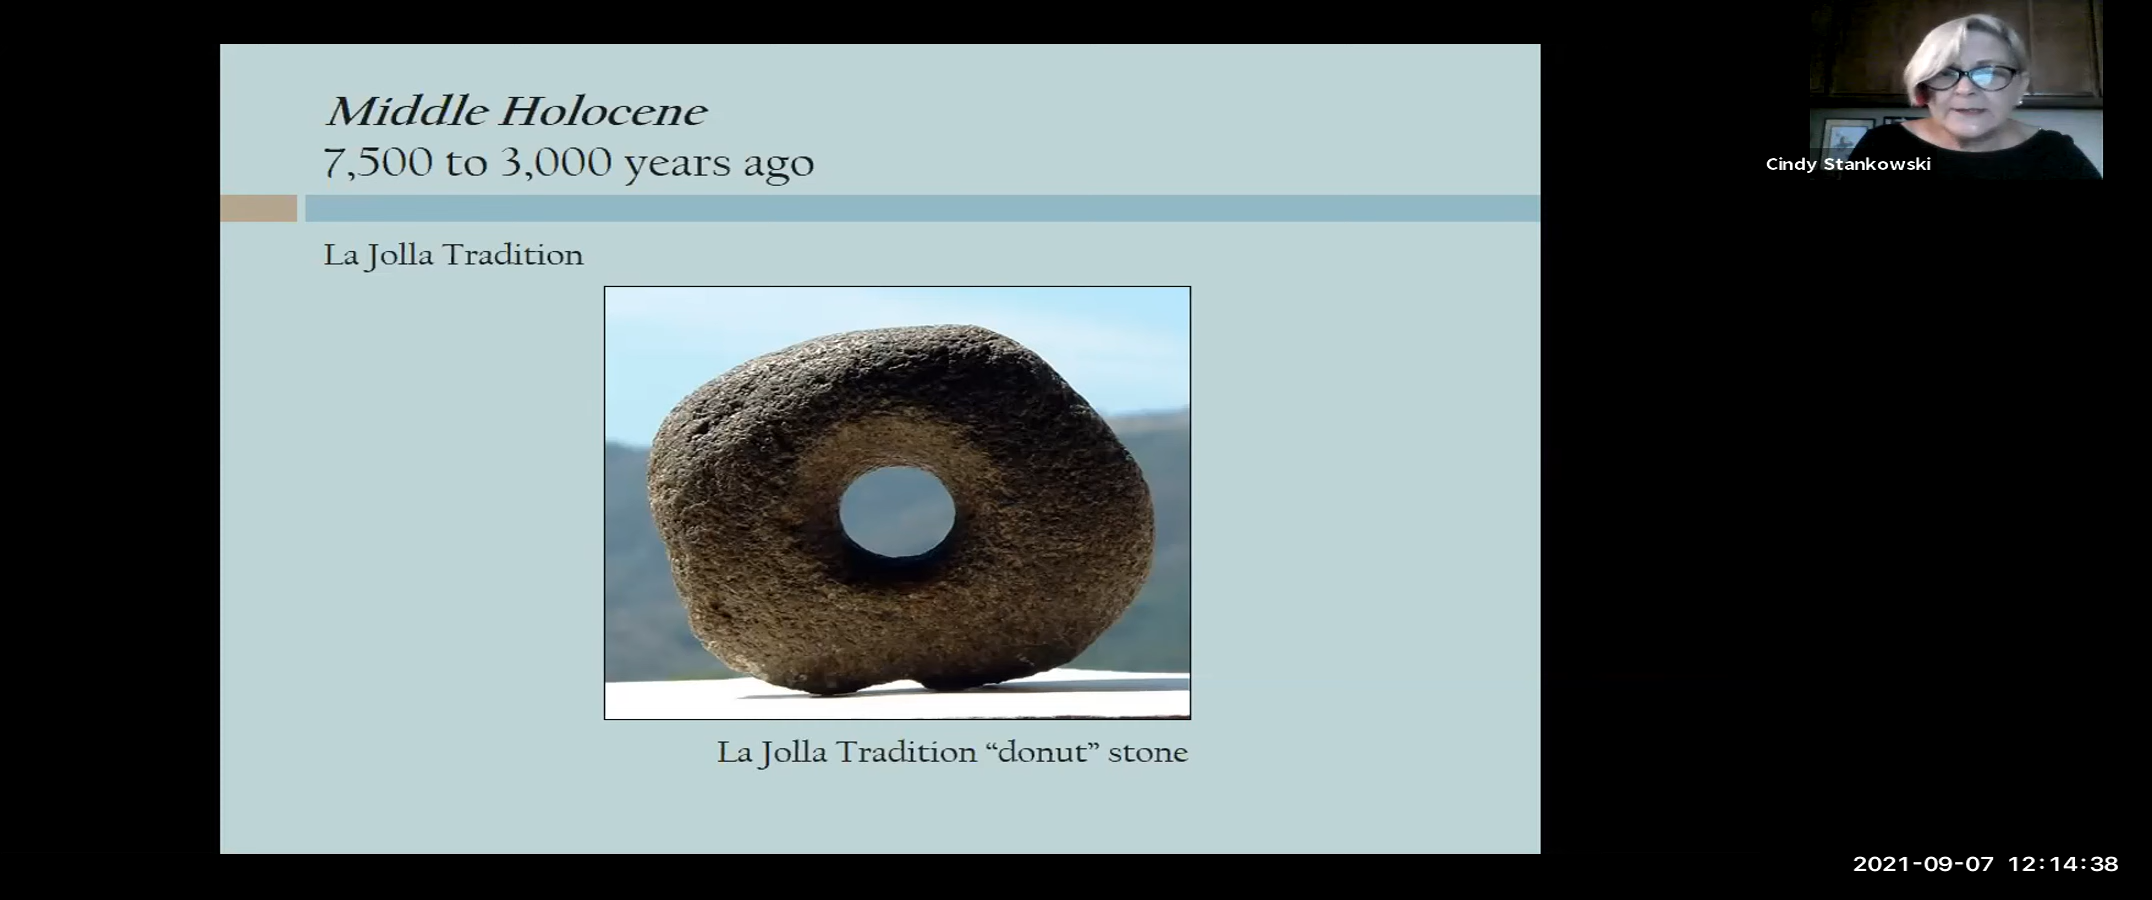 Middle Holocene
7,500 to 3,000 years ago
La Jolla Tradition
La Jolla Tradition “donut” stone
Cindy Stankowski
2021-09-07 12:14:38